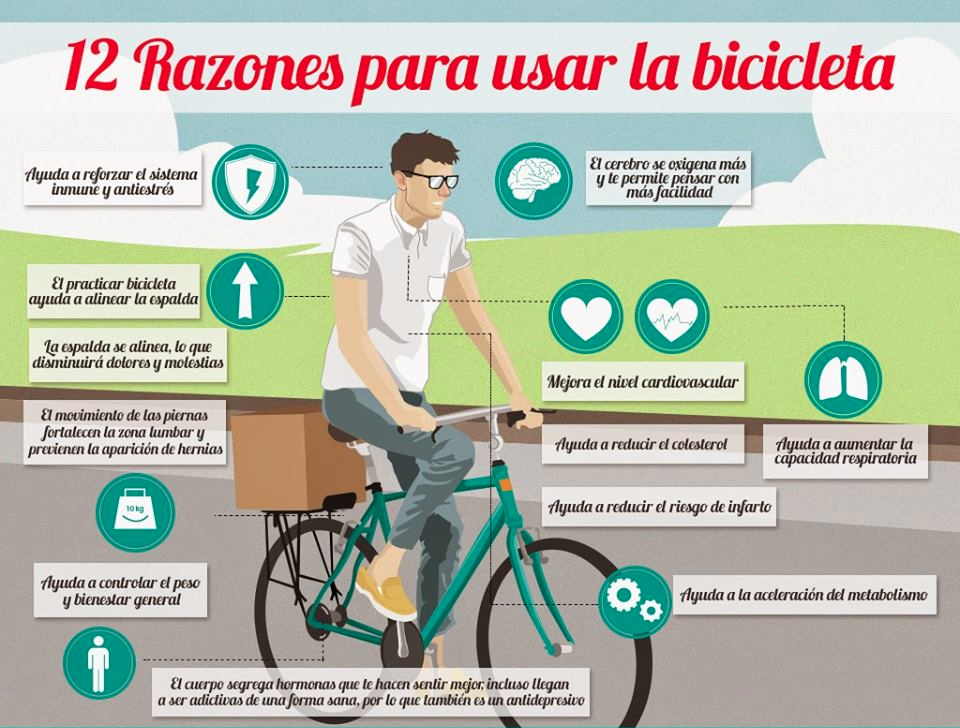 12 Razones para usar la bicicleta
Ayuda a reforzar el sistema
inmune y antiestrés
El cerebro se oxigena más
y te permite pensar con
más facilidad
El practicar bicicleta
ayuda a alinear la espalda
La espalda se alinea, lo que
disminuirá dolores y molestias
El movimiento de las piernas
fortalecen la zona lumbar y
previenen la aparición de hernias
10 kg
Ayuda a controlar el peso
y bienestar general
Mejora el nivel cardiovascular
Ayuda a reducir el colesterol
Ayuda a aumentar la
capacidad respiratoria
Ayuda a reducir el riesgo de infarto
Ayuda a la aceleración del metabolismo
El cuerpo segrega hormonas que te hacen sentir mejor, incluso llegan
a ser adictivas de una forma sana, por lo que también es un antidepresivo